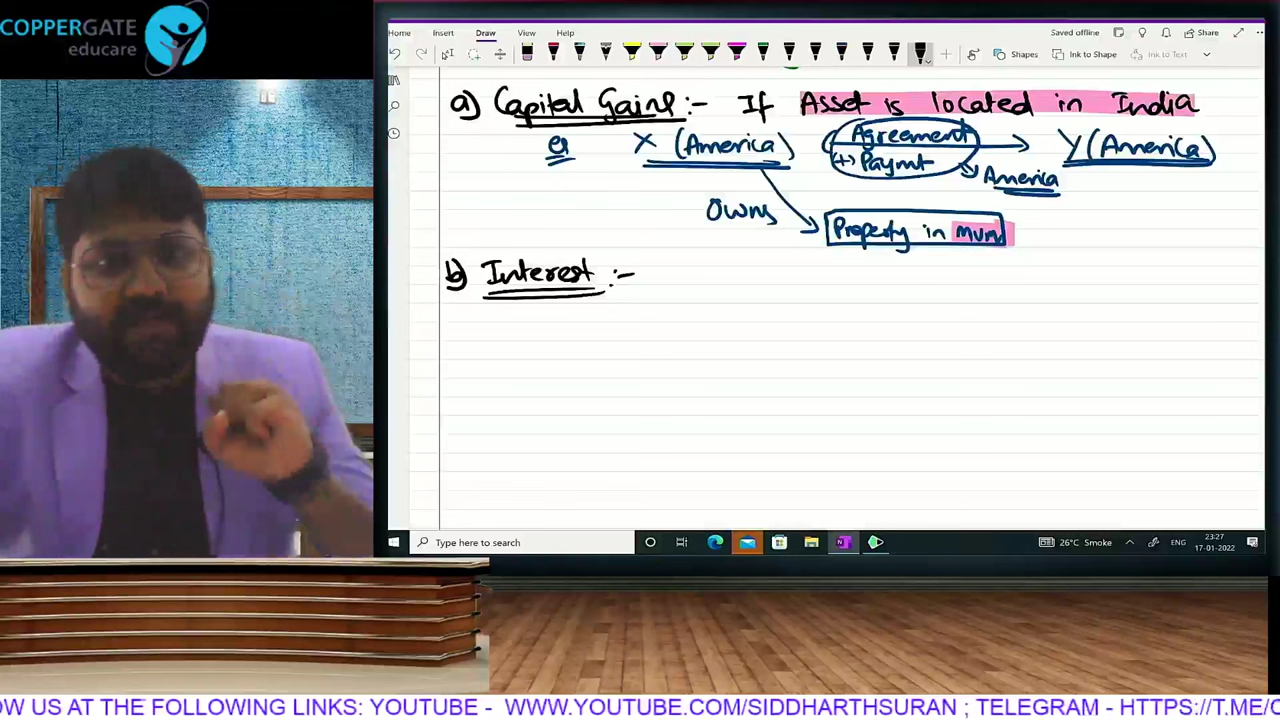 COPPERGATE
educare
Home Insert Draw View Help
Saved offline
Share
Shapes
Ink to Shape
Ink to Text
a) Capital Gains :- If Asset is located in India
eg X (America) Agreement Y (America)
(+) Paymt America
Owns
Property in mum
b) Interest :-
Type here to search
26°C Smoke
ENG
23:27
17-01-2022
OW US AT THE FOLLOWING LINKS: YOUTUBE - WWW.YOUTUBE.COM/SIDDHARTHSURAN ; TELEGRAM - HTTPS://T.ME/C